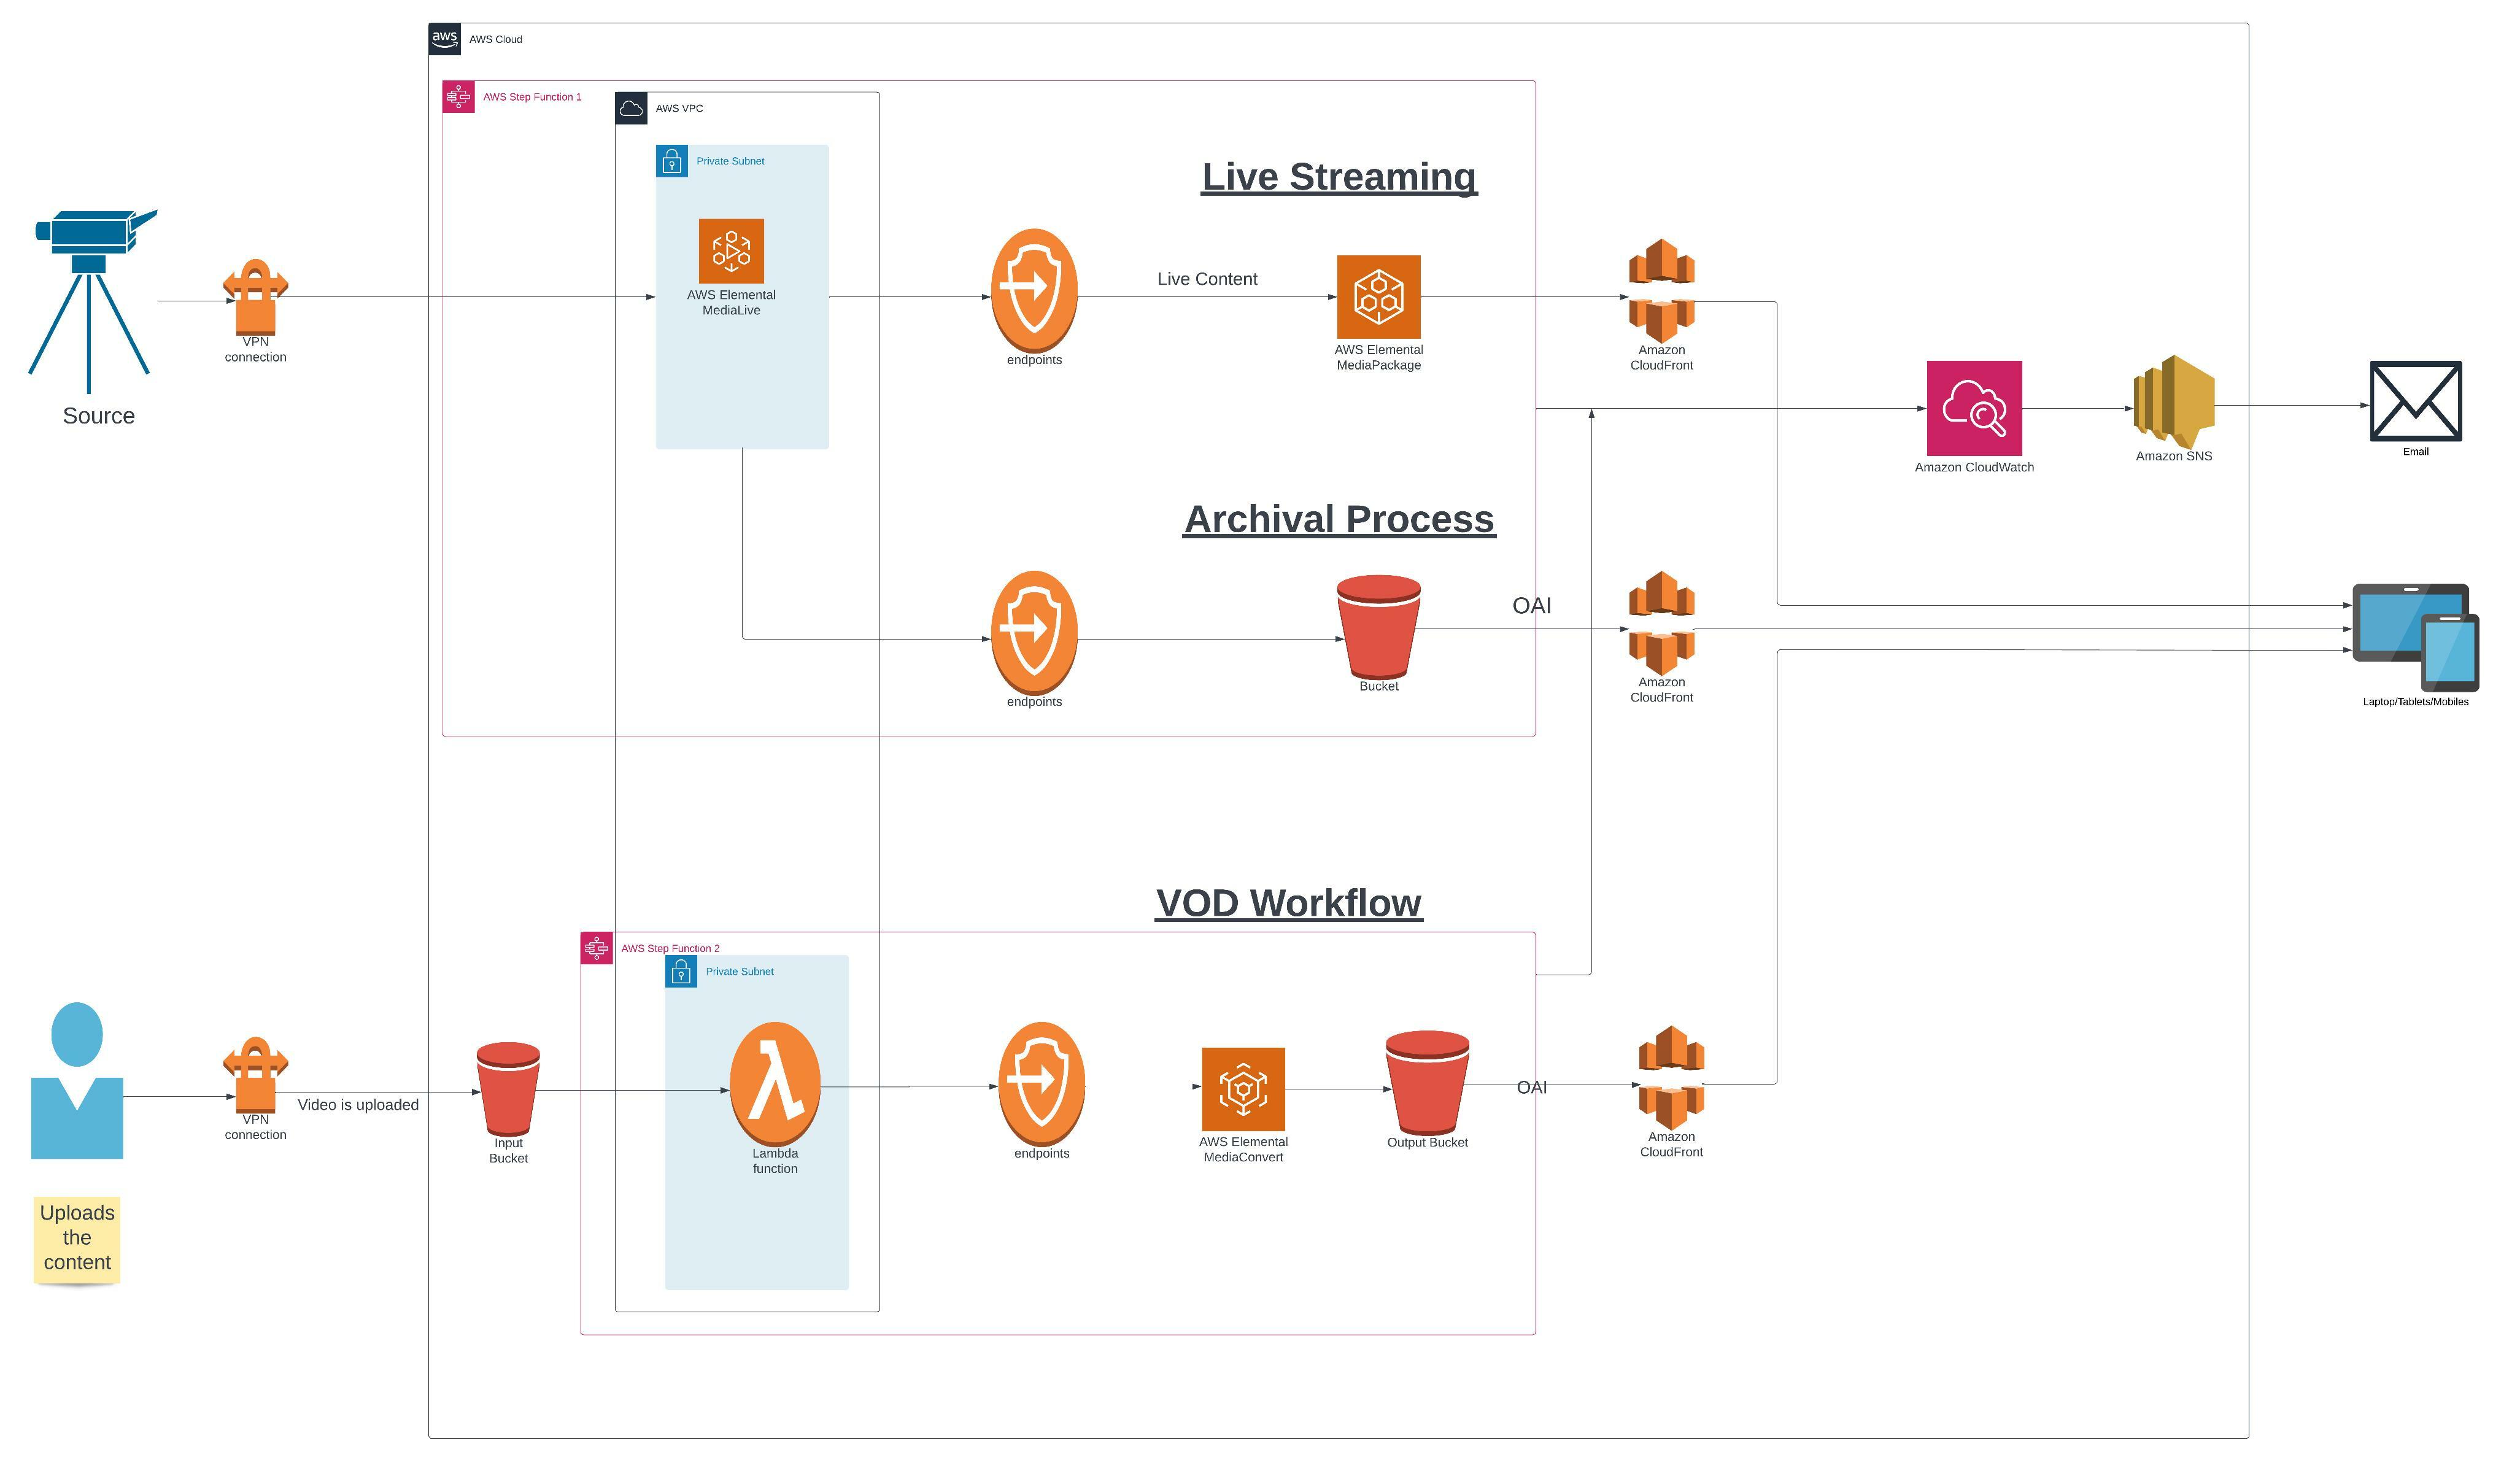 aws
AWS Cloud
AWS Step Function 1
AWS VPC
Private Subnet
Live Streaming
AWS Elemental
MediaLive
Live Content
VPN
connection
endpoints
AWS Elemental
MediaPackage
Amazon
CloudFront
Source
Amazon CloudWatch
Amazon SNS
Email
Archival Process
OAI
endpoints
Bucket
Amazon
CloudFront
Laptop/Tablets/Mobiles
VOD Workflow
AWS Step Function 2
Private Subnet
VPN
connection
Video is uploaded
Input
Bucket
Lambda
function
endpoints
AWS Elemental
MediaConvert
Output Bucket
OAI
Amazon
CloudFront
Uploads
the
content